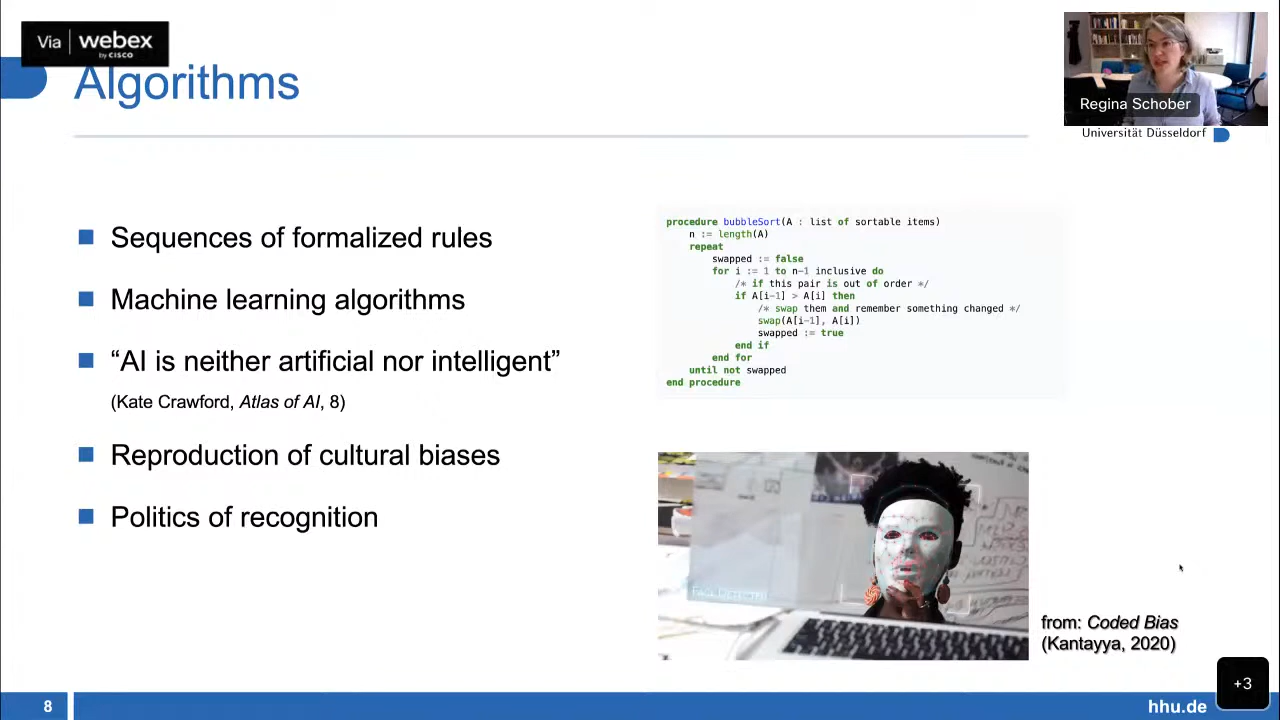 Via webex
by CISCO
Algorithms
Regina Schober
Universität Düsseldorf
■ Sequences of formalized rules
■ Machine learning algorithms
■ “AI is neither artificial nor intelligent”
(Kate Crawford, Atlas of AI, 8)
■ Reproduction of cultural biases
■ Politics of recognition
procedure bubbleSort(A : list of sortable items)
n := length(A)
repeat
swapped := false
for i := 1 to n-1 inclusive do
/* if this pair is out of order */
if A[i-1] > A[i] then
/* swap them and remember something changed */
swap(A[i-1], A[i])
swapped := true
end if
end for
until not swapped
end procedure
FACE DETECTED
from: Coded Bias
(Kantayya, 2020)
+3
8
hhu.de